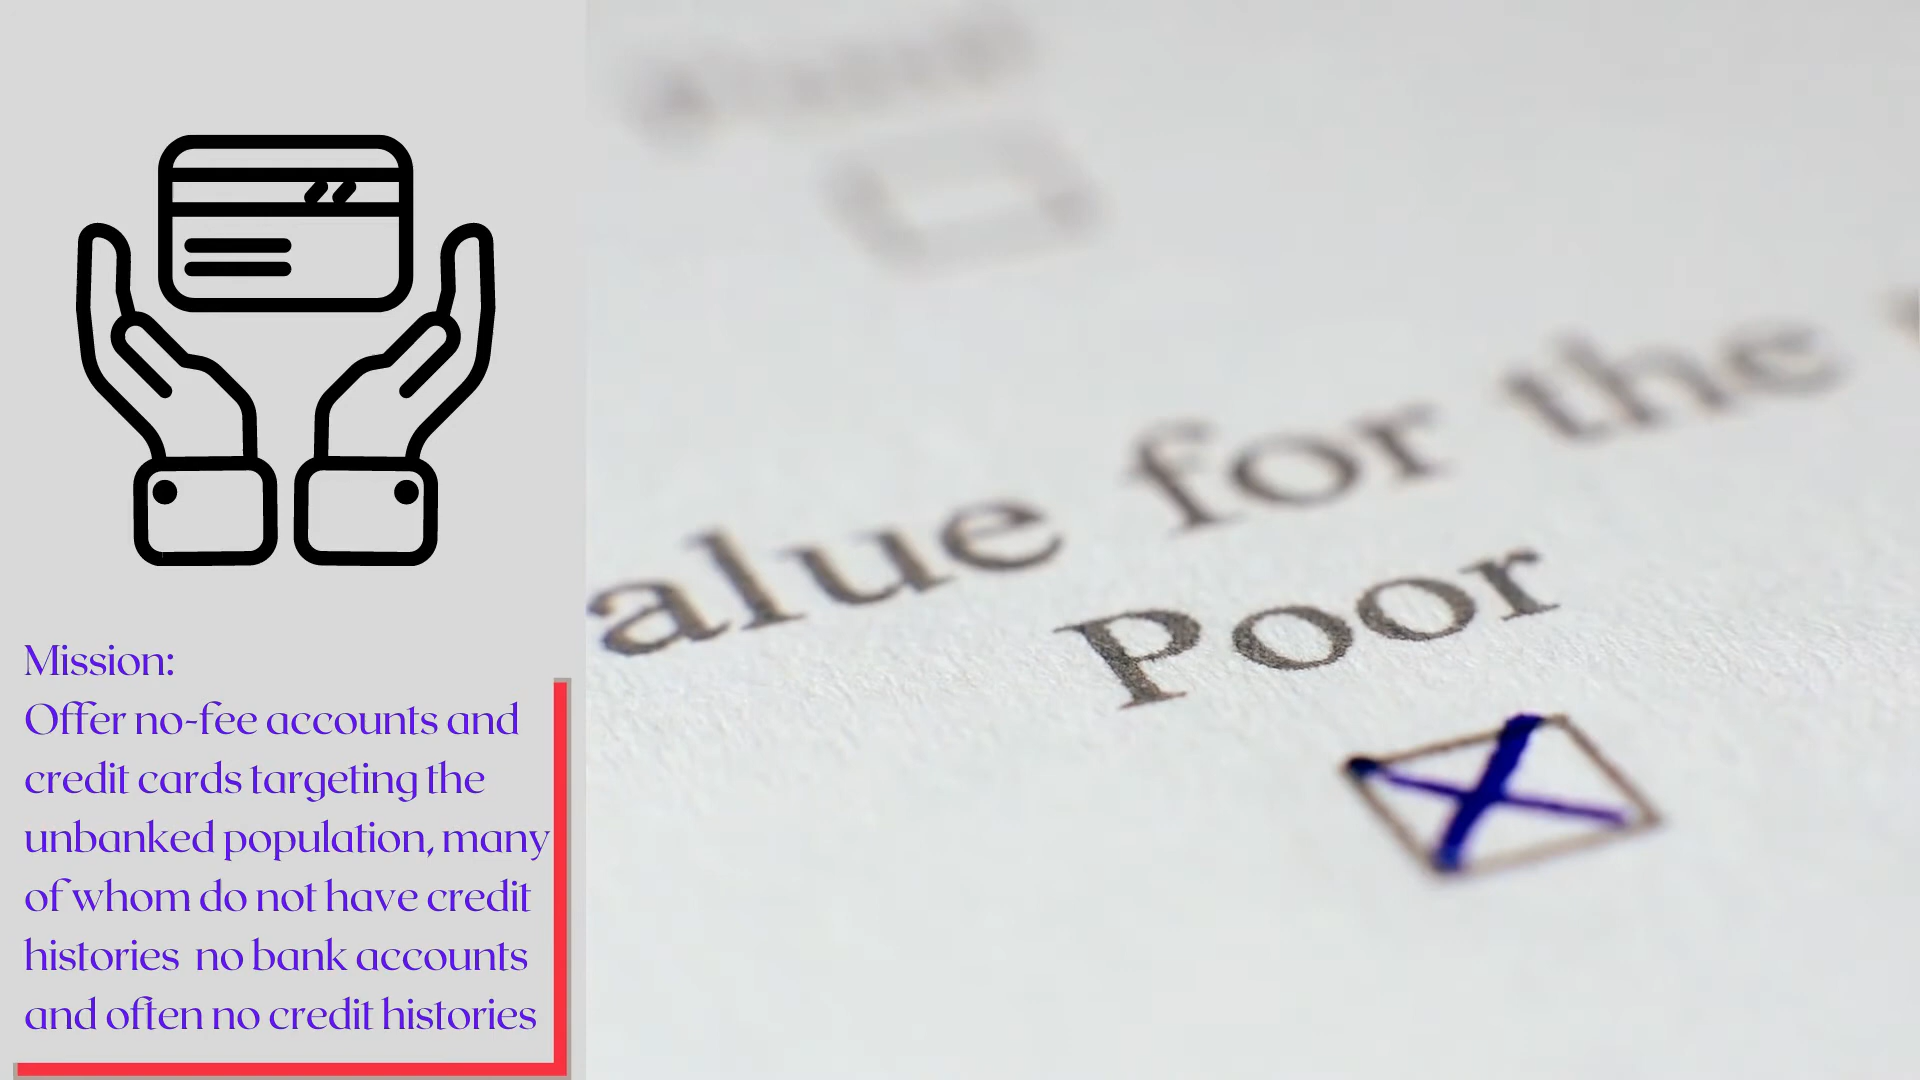 Mission:
Offer no-fee accounts and
credit cards targeting the
unbanked population, many
of whom do not have credit
histories  no bank accounts
and often no credit histories
alue for the
Poor